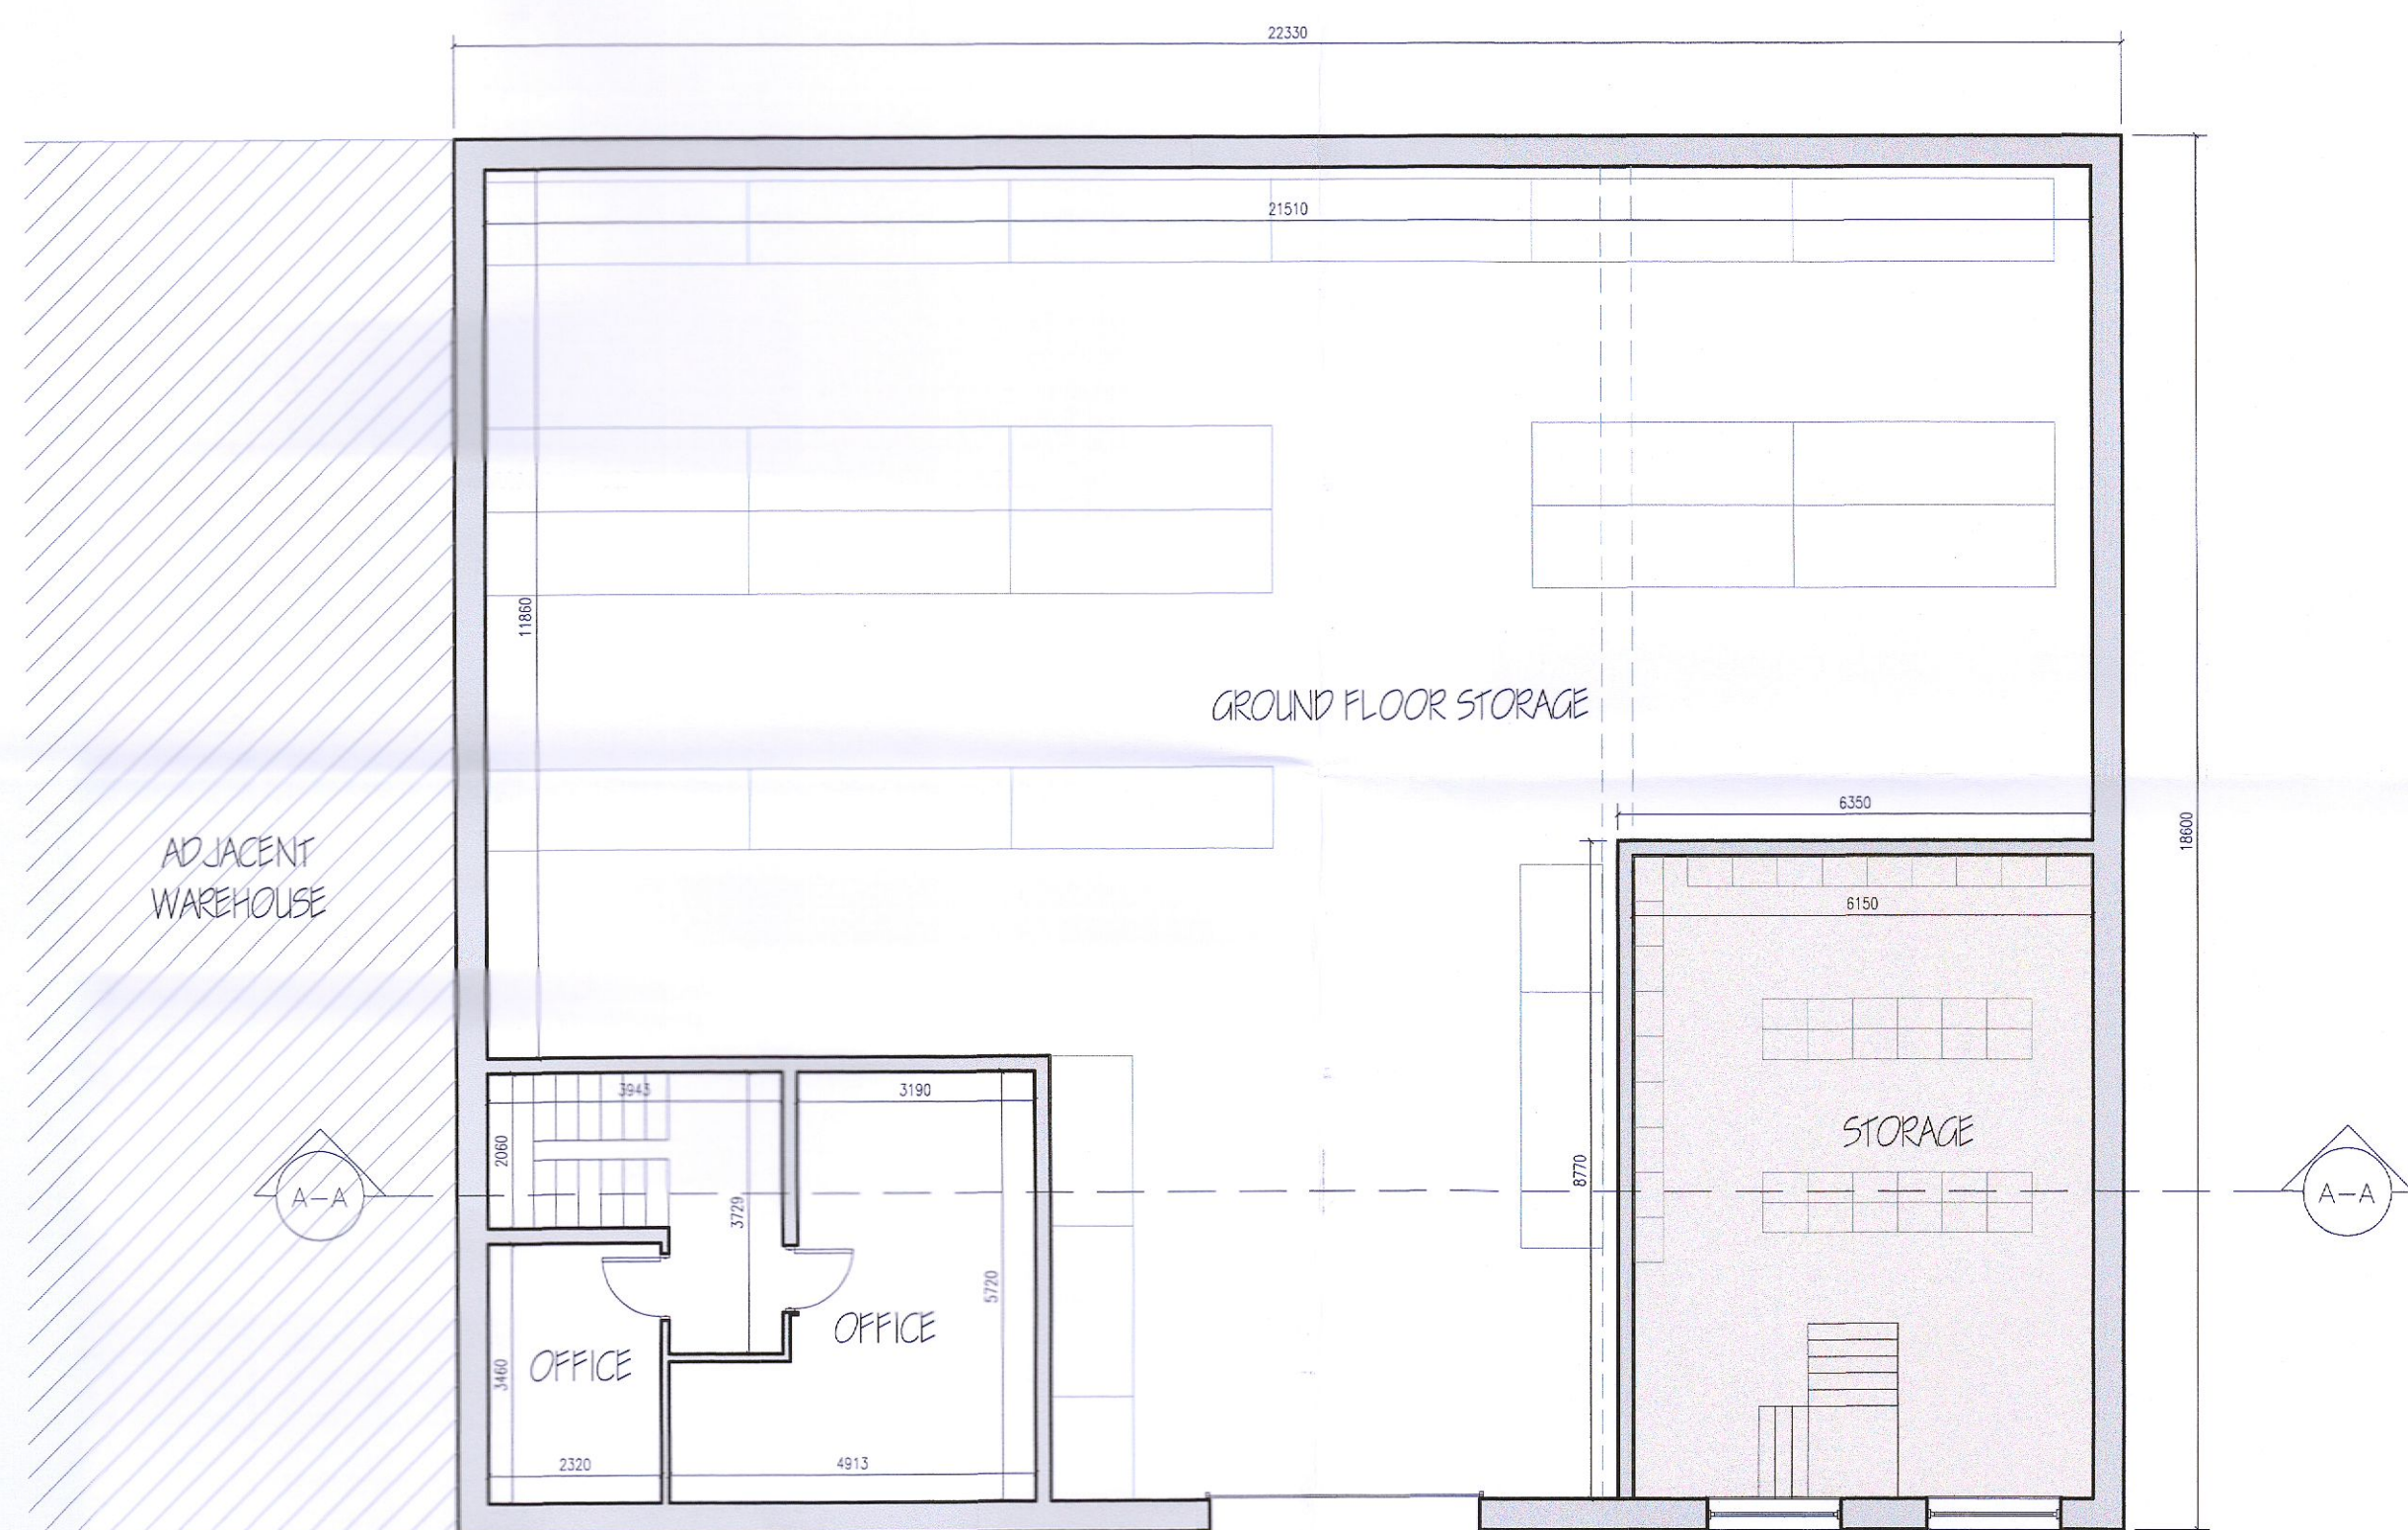 22330
21510
11860
GROUND FLOOR STORAGE
6350
18600
ADJACENT
WAREHOUSE
6150
3943
3190
2060
STORAGE
8770
A-A
A-A
3729
5720
OFFICE
OFFICE
3460
2320
4913